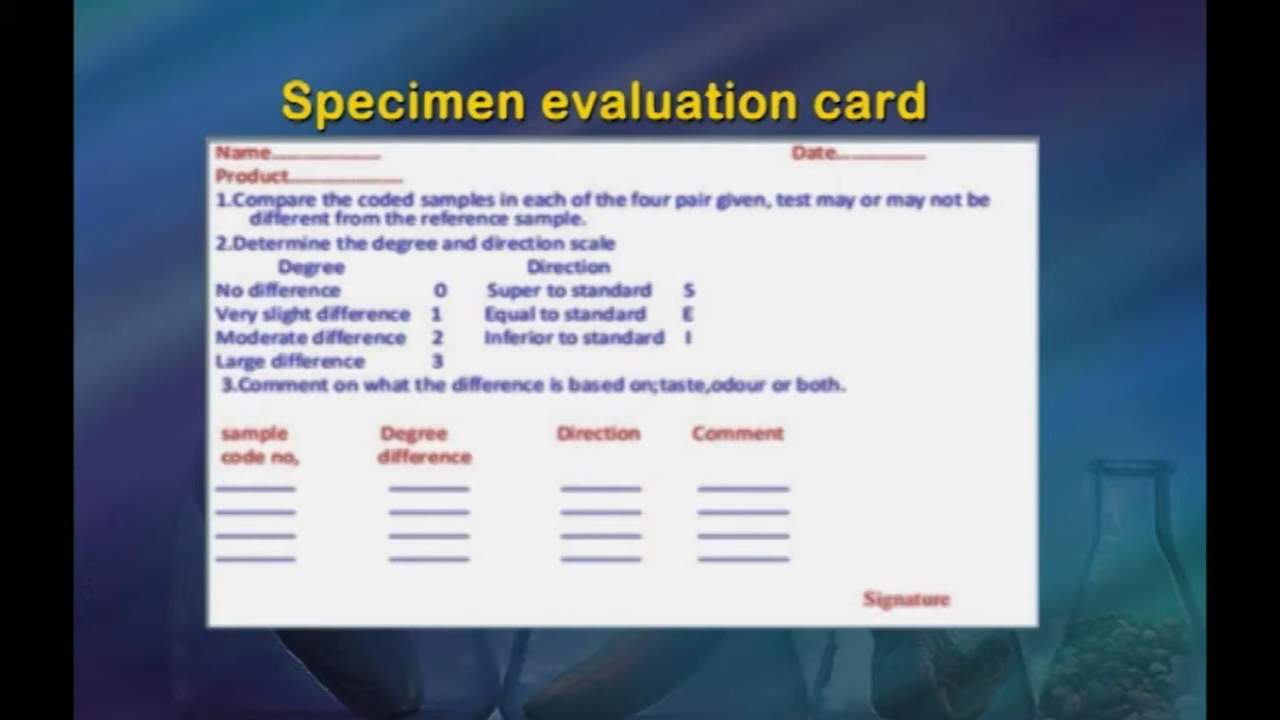 Specimen evaluation card
Name.................... Date................
Product.....................
1.Compare the coded samples in each of the four pair given, test may or may not be
different from the reference sample.
2.Determine the degree and direction scale
Degree Direction
No difference 0 Super to standard S
Very slight difference 1 Equal to standard E
Moderate difference 2 Inferior to standard I
Large difference 3
3.Comment on what the difference is based on;taste,odour or both.
sample Degree Direction Comment
code no, difference
Signature